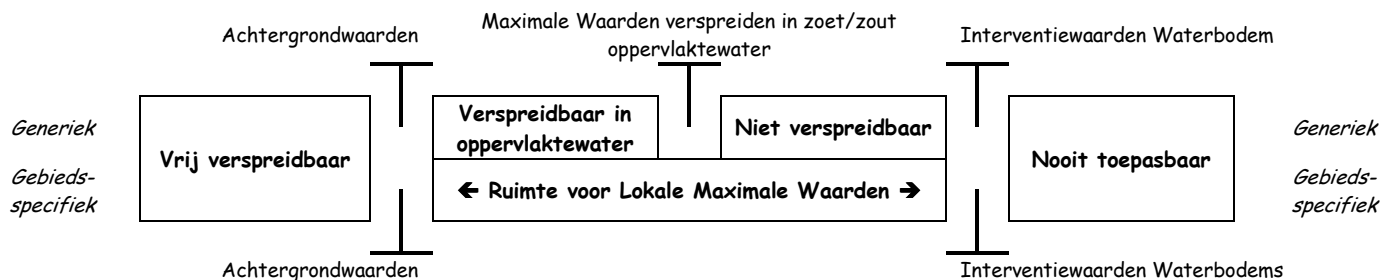 Achtergrondwaarden
Maximale Waarden verspreiden in zoet/zout
oppervlaktewater
Interventiewaarden Waterbodem
Generiek
Gebieds-
specifiek
Vrij verspreidbaar
Verspreidbaar in
oppervlaktewater
Niet verspreidbaar
← Ruimte voor Lokale Maximale Waarden →
Nooit toepasbaar
Generiek
Gebieds-
specifiek
Achtergrondwaarden
Interventiewaarden Waterbodems